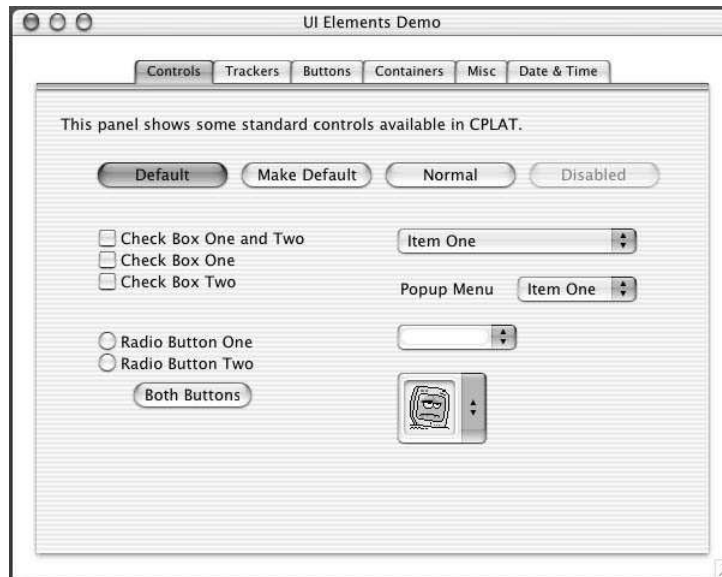 UI Elements Demo
Controls Trackers Buttons Containers Misc Date & Time
This panel shows some standard controls available in CPLAT.
Default Make Default Normal Disabled
Check Box One and Two Item One
Check Box One
Check Box Two Popup Menu Item One
Radio Button One
Radio Button Two
Both Buttons